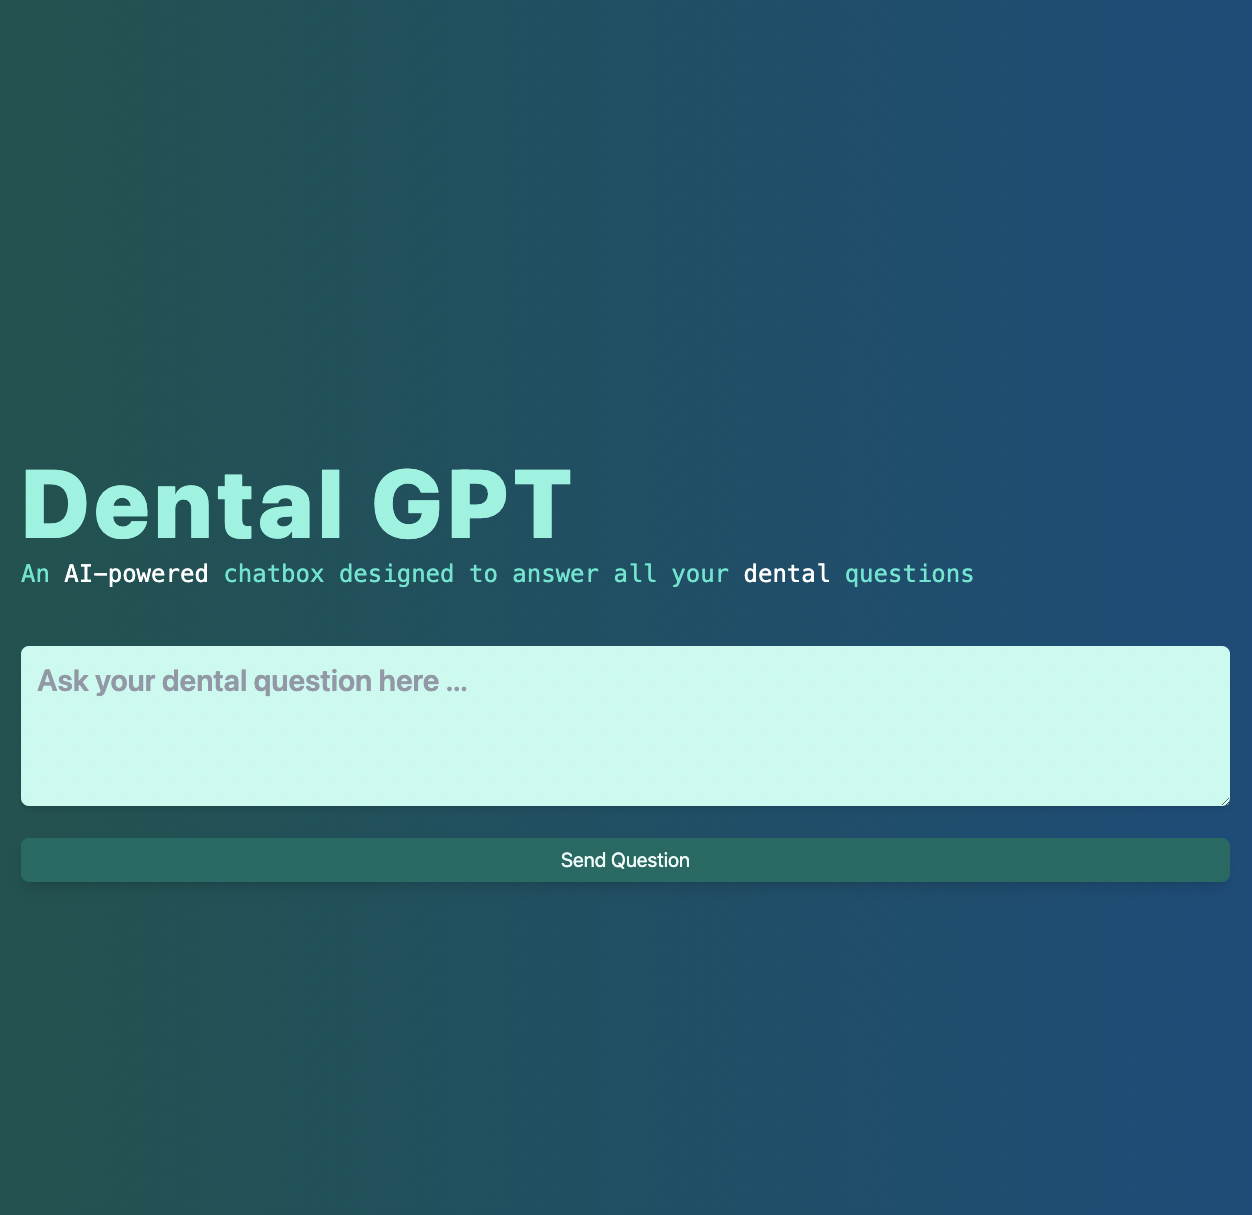 Dental GPT
An AI-powered chatbox designed to answer all your dental questions
Ask your dental question here ...
Send Question